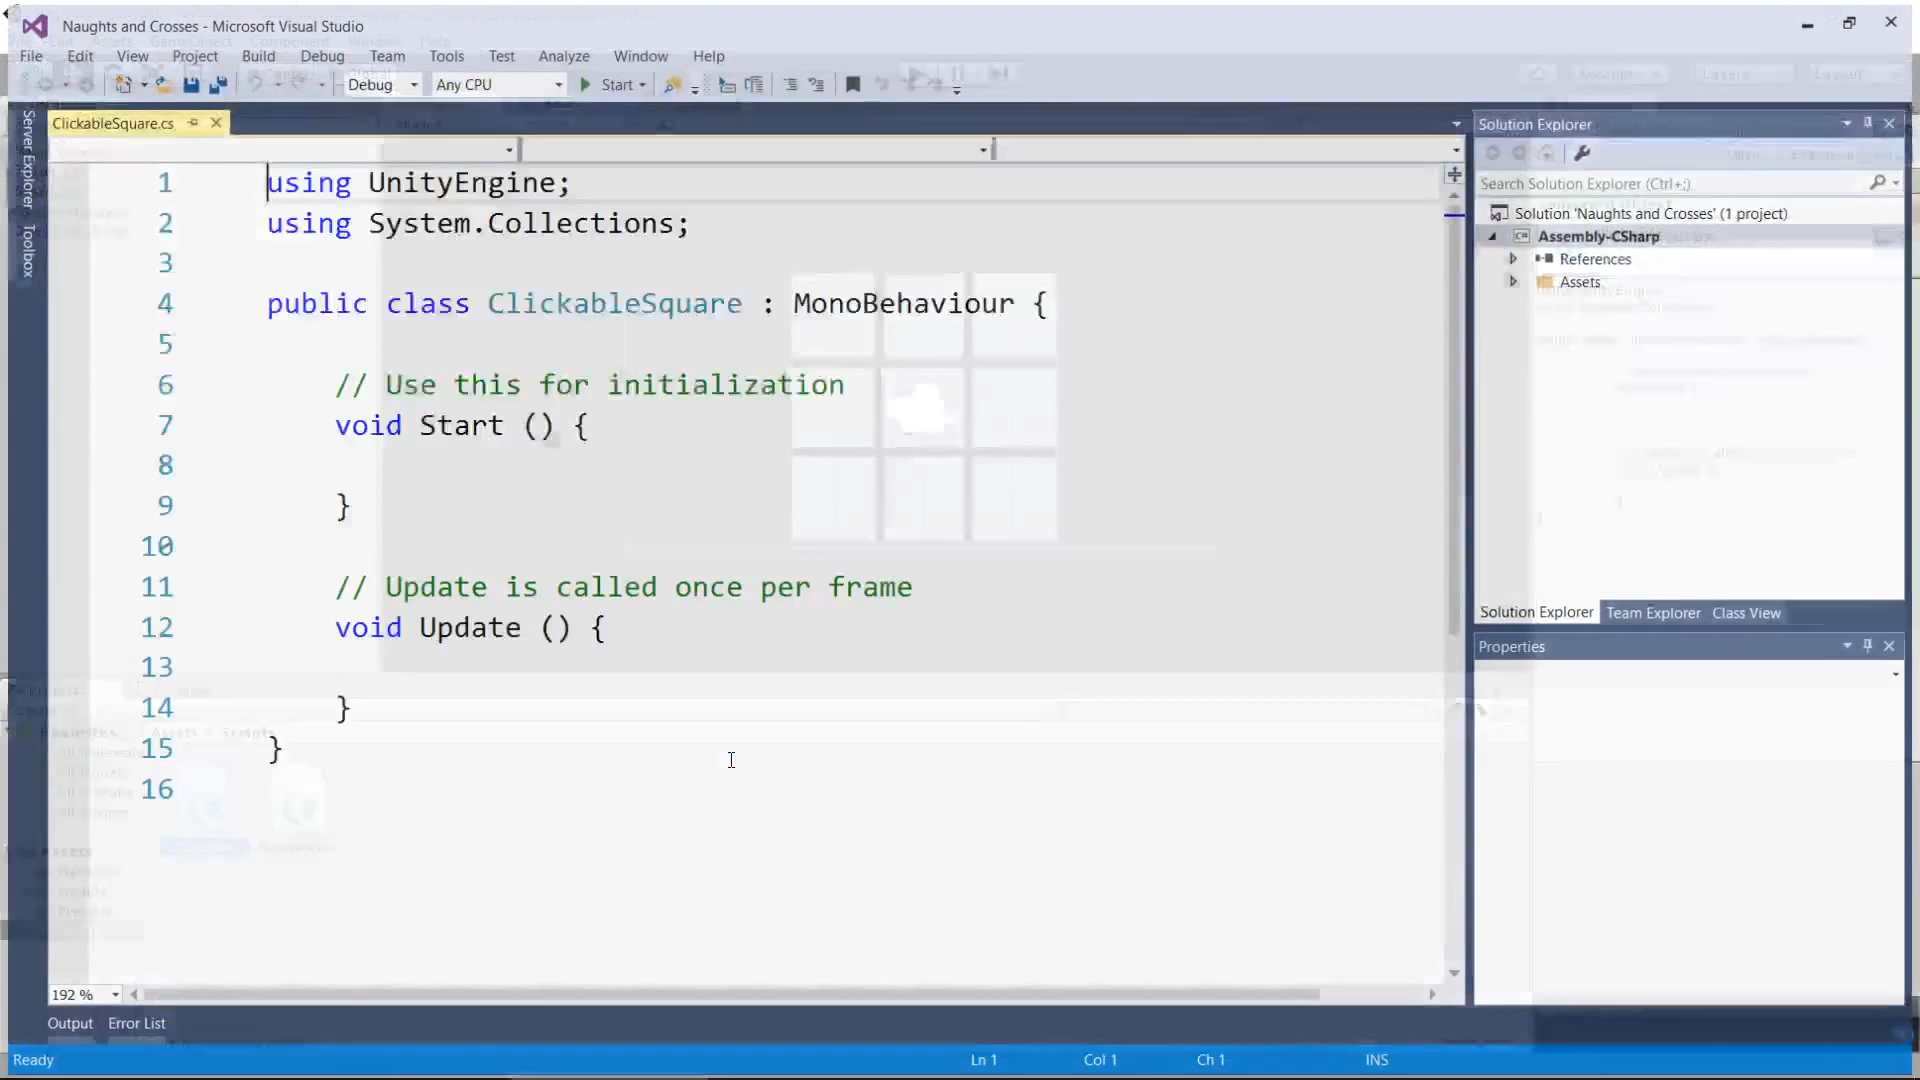 Naughts and Crosses - Microsoft Visual Studio
File Edit View Project Build Debug Team Tools Test Analyze Window Help
Debug Any CPU Start
Server Explorer
Toolbox
ClickableSquare.cs
1 using UnityEngine;
2 using System.Collections;
3
4 public class ClickableSquare : MonoBehaviour {
5
6 // Use this for initialization
7 void Start () {
8
9 }
10
11 // Update is called once per frame
12 void Update () {
13
14 }
15 }
16
192 %
Solution Explorer
Search Solution Explorer (Ctrl+;)
Solution 'Naughts and Crosses' (1 project)
Assembly-CSharp
References
Assets
Solution Explorer Team Explorer Class View
Properties
Output Error List
Ready Ln 1 Col 1 Ch 1 INS